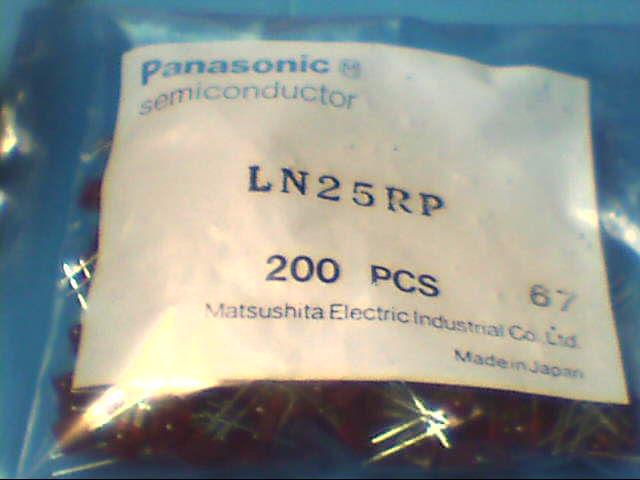 Panasonic
semiconductor
LN25RP
200 PCS
67
Matsushita Electric Industrial Co. Ltd.
Made in Japan